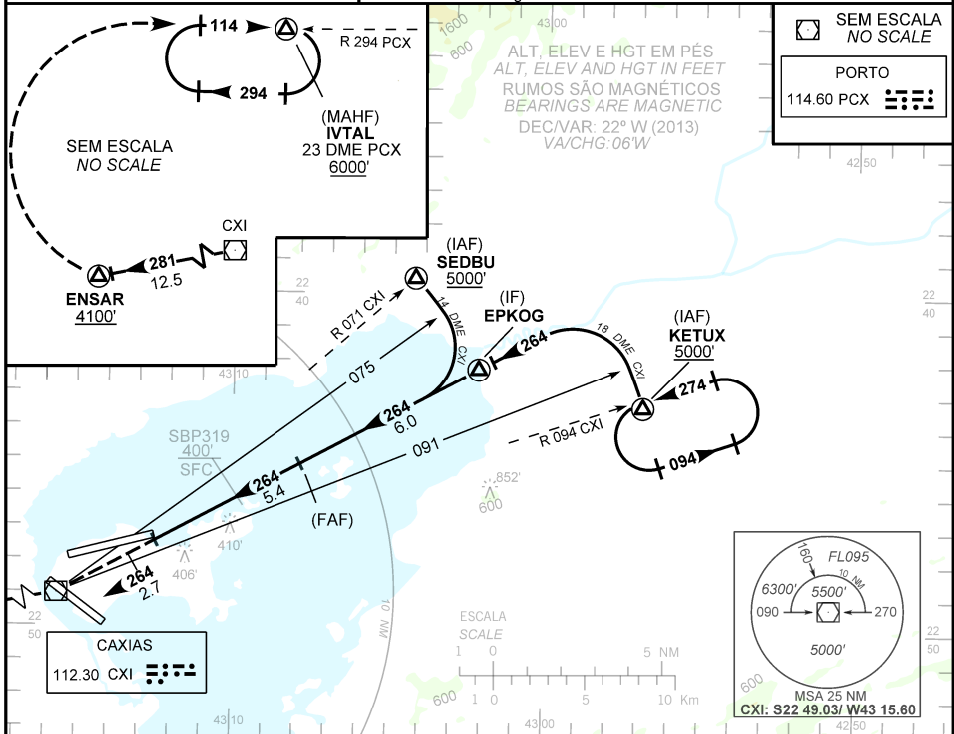 114
R 294 PCX
294
(MAHF)
IVTAL
23 DME PCX
6000'
SEM ESCALA
NO SCALE
CXI
281
12.5
ENSAR
4100'
1600
600
43 00
ALT, ELEV E HGT EM PÉS
ALT, ELEV AND HGT IN FEET
RUMOS SÃO MAGNÉTICOS
BEARINGS ARE MAGNETIC
DEC/VAR: 22º W (2013)
VA/CHG:06'W
SEM ESCALA
NO SCALE
PORTO
114.60 PCX
42 50
(IAF)
SEDBU
5000'
22
40
R 071 CXI
14 DME CXI
(IF)
EPKOG
264
18 DME CXI
(IAF)
KETUX
5000'
22
40
43 10
075
274
264
6.0
091
R 094 CXI
094
SBP319
400'
SFC
264
5.4
(FAF)
852'
600
410'
406'
264
2.7
22
50
10 NM
CAXIAS
112.30 CXI
ESCALA
SCALE
1 0 5 NM
1 0 5 10 Km
600
600
160
FL095
10 NM
6300'
5500'
090
270
5000'
22
50
MSA 25 NM
CXI: S22 49.03/ W43 15.60
43 10
43 00
42 50